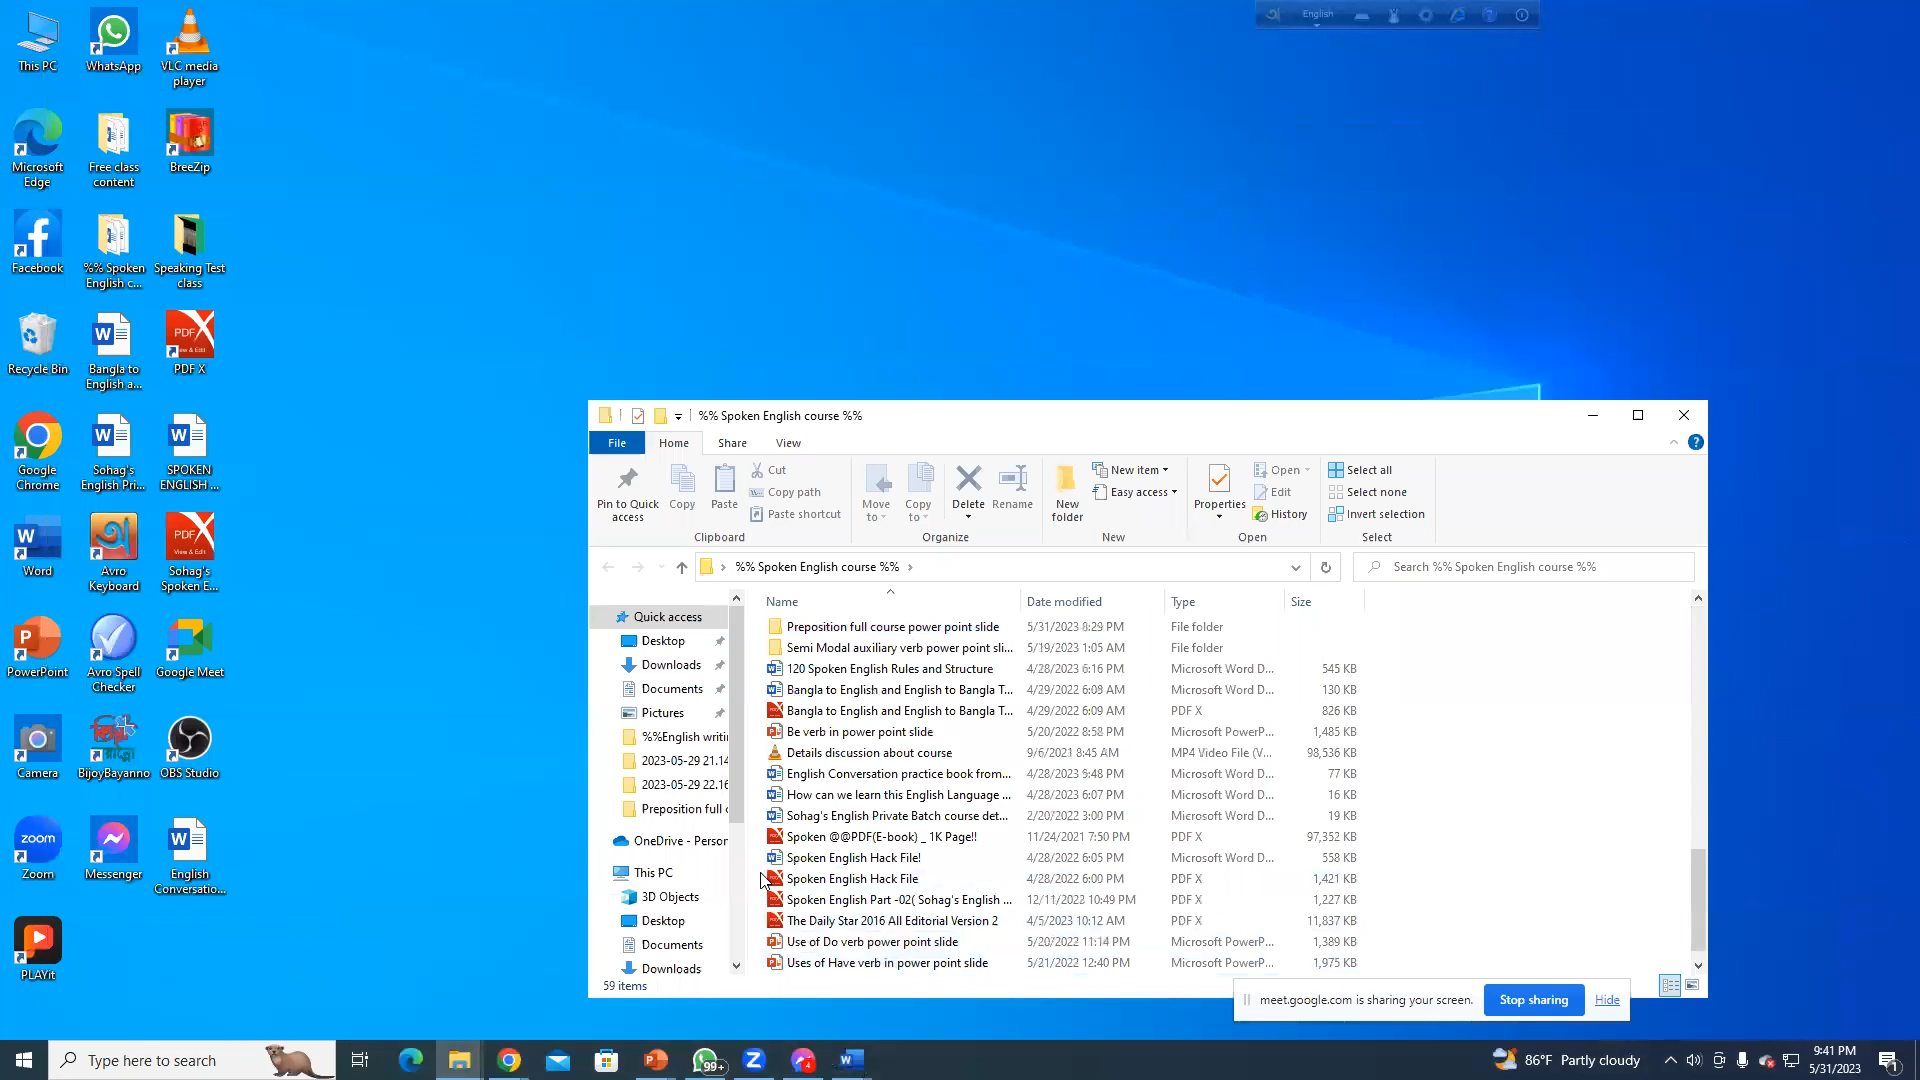 This PC
WhatsApp
VLC media
player
Microsoft
Edge
Free class
content
BreeZip
Facebook
%% Spoken
English c...
Speaking Test
class
Recycle Bin
Bangla to
English a...
PDF X
Google
Chrome
Sohag's
English Pri...
SPOKEN
ENGLISH ...
Word
Avro
Keyboard
Sohag's
Spoken E...
PowerPoint
Avro Spell
Checker
Google Meet
Camera
BijoyBayanno
OBS Studio
Zoom
Messenger
English
Conversatio...
PLAYit
English
%% Spoken English course %%
File Home Share View
Pin to Quick
access
Copy
Paste
Cut
Copy path
Paste shortcut
Clipboard
Move
to
Copy
to
Delete
Rename
Organize
New
folder
New item
Easy access
New
Properties
Open
Edit
History
Open
Select all
Select none
Invert selection
Select
%% Spoken English course %%
Search %% Spoken English course %%
Quick access
Desktop
Downloads
Documents
Pictures
%%English writi
2023-05-29 21.14
2023-05-29 22.16
Preposition full c
OneDrive - Person
This PC
3D Objects
Desktop
Documents
Downloads
Name Date modified Type Size
Preposition full course power point slide 5/31/2023 8:29 PM File folder
Semi Modal auxiliary verb power point sli... 5/19/2023 1:05 AM File folder
120 Spoken English Rules and Structure 4/28/2023 6:16 PM Microsoft Word D... 545 KB
Bangla to English and English to Bangla T... 4/29/2022 6:08 AM Microsoft Word D... 130 KB
Bangla to English and English to Bangla T... 4/29/2022 6:09 AM PDF X 826 KB
Be verb in power point slide 5/20/2022 8:58 PM Microsoft PowerP... 1,485 KB
Details discussion about course 9/6/2021 8:45 AM MP4 Video File (V... 98,536 KB
English Conversation practice book from... 4/28/2023 9:48 PM Microsoft Word D... 77 KB
How can we learn this English Language ... 4/28/2023 6:07 PM Microsoft Word D... 16 KB
Sohag's English Private Batch course det... 2/20/2022 3:00 PM Microsoft Word D... 19 KB
Spoken @@PDF(E-book) _ 1K Page!! 11/24/2021 7:50 PM PDF X 97,352 KB
Spoken English Hack File! 4/28/2022 6:05 PM Microsoft Word D... 558 KB
Spoken English Hack File 4/28/2022 6:00 PM PDF X 1,421 KB
Spoken English Part -02( Sohag's English ... 12/11/2022 10:49 PM PDF X 1,227 KB
The Daily Star 2016 All Editorial Version 2 4/5/2023 10:12 AM PDF X 11,837 KB
Use of Do verb power point slide 5/20/2022 11:14 PM Microsoft PowerP... 1,389 KB
Uses of Have verb in power point slide 5/21/2022 12:40 PM Microsoft PowerP... 1,975 KB
59 items
meet.google.com is sharing your screen. Stop sharing Hide
Type here to search
99+
4
86°F Partly cloudy
9:41 PM
5/31/2023
1